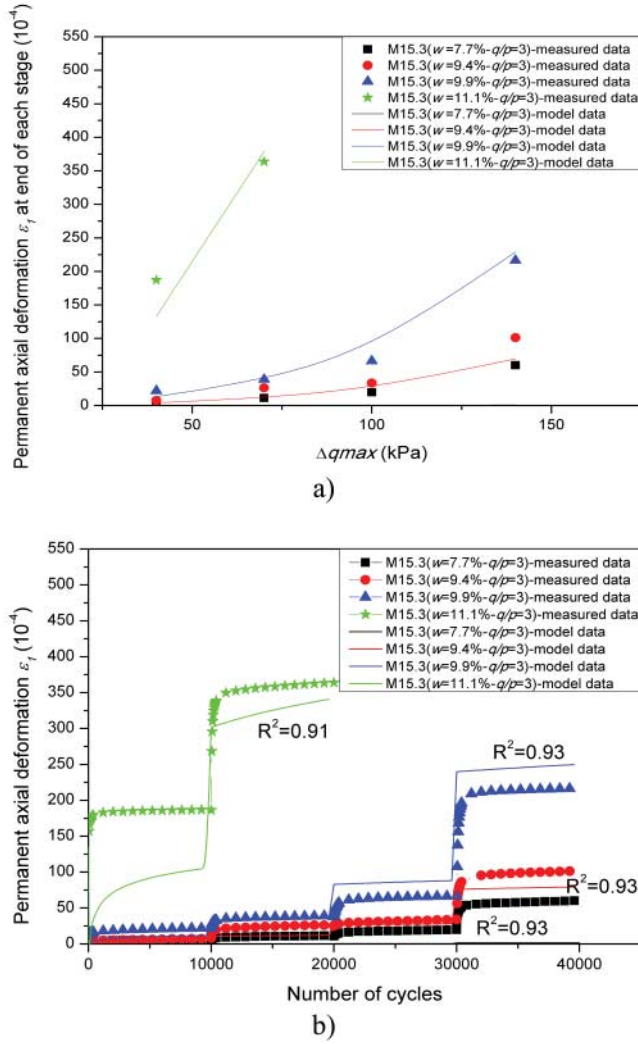 a)
Permanent axial deformation ε₁ at end of each stage (10⁻⁴)
550
500
450
400
350
300
250
200
150
100
50
0
M15.3(w=7.7%-q/p=3)-measured data
M15.3(w=9.4%-q/p=3)-measured data
M15.3(w=9.9%-q/p=3)-measured data
M15.3(w=11.1%-q/p=3)-measured data
M15.3(w=7.7%-q/p=3)-model data
M15.3(w=9.4%-q/p=3)-model data
M15.3(w=9.9%-q/p=3)-model data
M15.3(w=11.1%-q/p=3)-model data
50 100 150
Δqmax (kPa)
a)
Permanent axial deformation ε₁ (10⁻⁴)
550
500
450
400
350
300
250
200
150
100
50
0
M15.3(w=7.7%-q/p=3)-measured data
M15.3(w=9.4%-q/p=3)-measured data
M15.3(w=9.9%-q/p=3)-measured data
M15.3(w=11.1%-q/p=3)-measured data
M15.3(w=7.7%-q/p=3)-model data
M15.3(w=9.4%-q/p=3)-model data
M15.3(w=9.9%-q/p=3)-model data
M15.3(w=11.1%-q/p=3)-model data
R²=0.91
R²=0.93
R²=0.93
R²=0.93
0 10000 20000 30000 40000
Number of cycles
b)